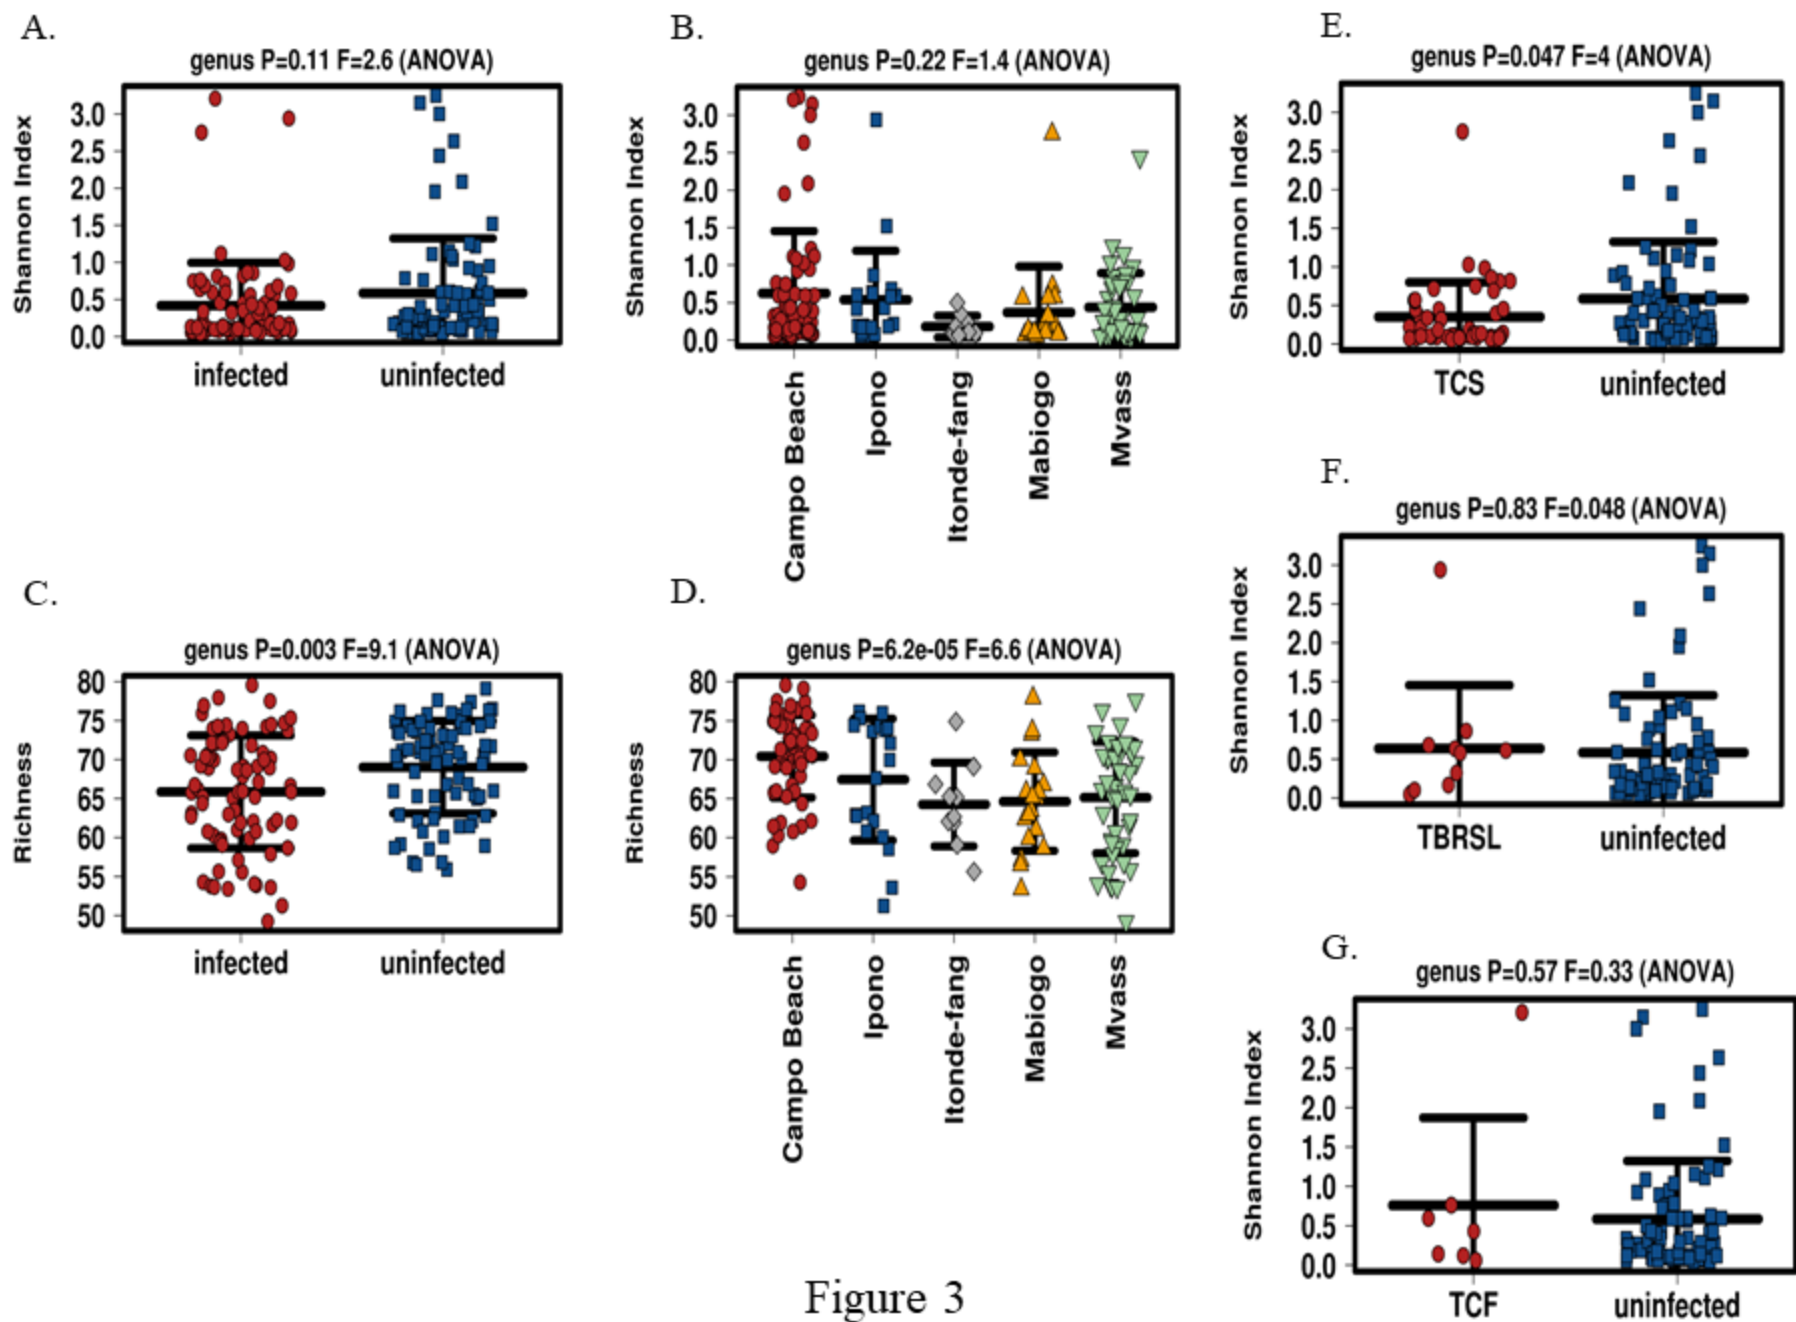 A.
genus P=0.11 F=2.6 (ANOVA)
Shannon Index
3.0
2.5
2.0
1.5
1.0
0.5
0.0
infected
uninfected
B.
genus P=0.22 F=1.4 (ANOVA)
Shannon Index
3.0
2.5
2.0
1.5
1.0
0.5
0.0
Campo Beach
Ipono
Itonde-fang
Mabiogo
Mvass
C.
genus P=0.003 F=9.1 (ANOVA)
Richness
80
75
70
65
60
55
50
infected
uninfected
D.
genus P=6.2e-05 F=6.6 (ANOVA)
Richness
80
75
70
65
60
55
50
Campo Beach
Ipono
Itonde-fang
Mabiogo
Mvass
E.
genus P=0.047 F=4 (ANOVA)
Shannon Index
3.0
2.5
2.0
1.5
1.0
0.5
0.0
TCS
uninfected
F.
genus P=0.83 F=0.048 (ANOVA)
Shannon Index
3.0
2.5
2.0
1.5
1.0
0.5
0.0
TBRSL
uninfected
G.
genus P=0.57 F=0.33 (ANOVA)
Shannon Index
3.0
2.5
2.0
1.5
1.0
0.5
0.0
TCF
uninfected
Figure 3